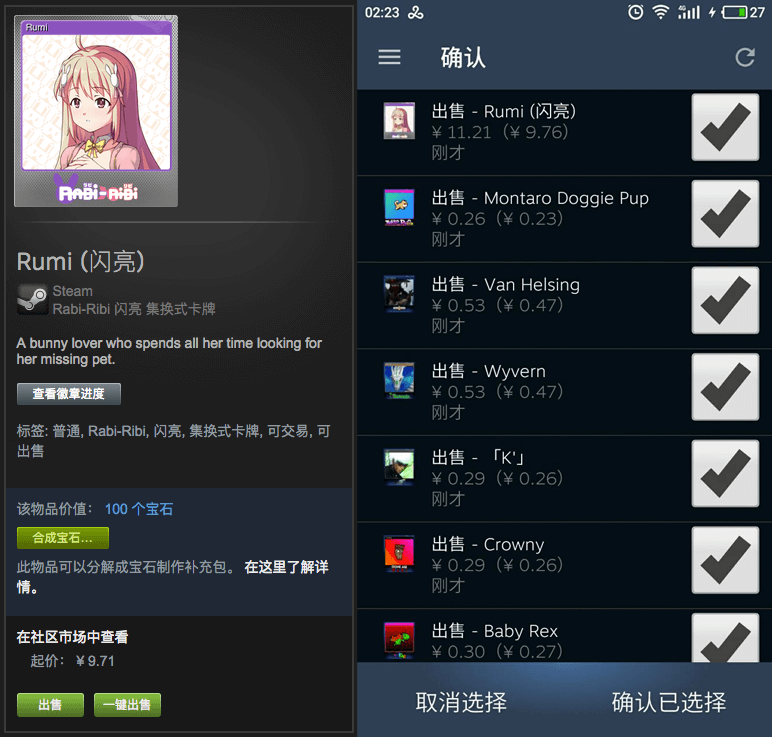 Rumi
RABI-RIBI
Rumi (闪亮)
Steam
Rabi-Ribi 闪亮 集换式卡牌
A bunny lover who spends all her time looking for
her missing pet.
查看徽章进度
标签: 普通, Rabi-Ribi, 闪亮, 集换式卡牌, 可交易, 可
出售
该物品价值： 100 个宝石
合成宝石...
此物品可以分解成宝石制作补充包。 在这里了解详
情。
在社区市场中查看
起价： ¥ 9.71
出售
一键出售
02:23
4G
27
确认
出售 - Rumi (闪亮)
¥ 11.21（¥ 9.76）
刚才
出售 - Montaro Doggie Pup
¥ 0.26（¥ 0.23）
刚才
出售 - Van Helsing
¥ 0.53（¥ 0.47）
刚才
出售 - Wyvern
¥ 0.53（¥ 0.47）
刚才
出售 - 「K'」
¥ 0.29（¥ 0.26）
刚才
出售 - Crowny
¥ 0.29（¥ 0.26）
刚才
出售 - Baby Rex
¥ 0.30（¥ 0.27）
取消选择
确认已选择